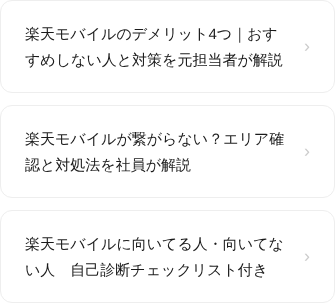 楽天モバイルのデメリット4つ｜おす
すめしない人と対策を元担当者が解説
楽天モバイルが繋がらない？エリア確
認と対処法を社員が解説
楽天モバイルに向いてる人・向いてな
い人　自己診断チェックリスト付き